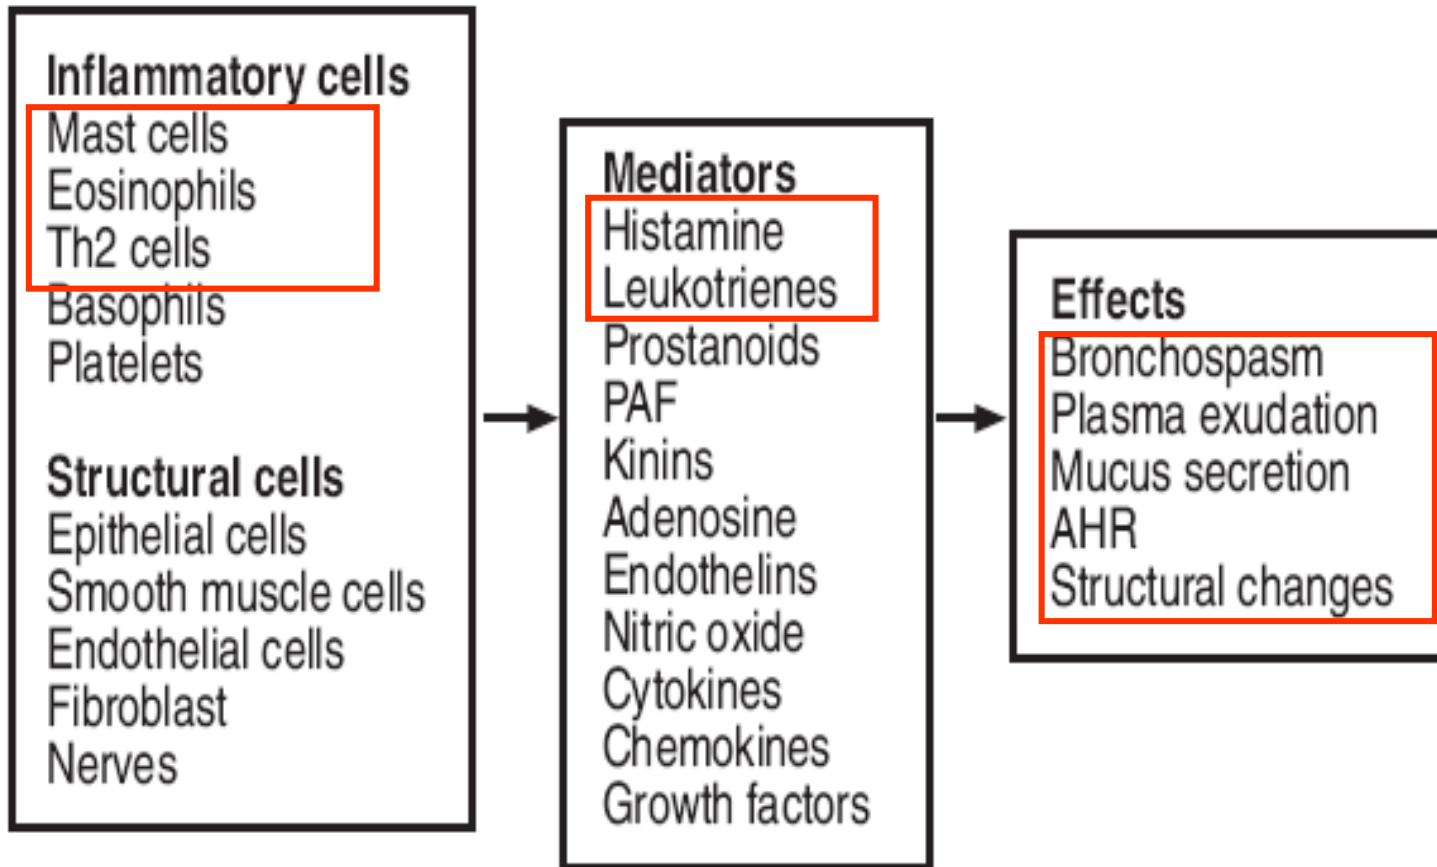 Inflammatory cells
Mast cells
Eosinophils
Th2 cells
Basophils
Platelets
Structural cells
Epithelial cells
Smooth muscle cells
Endothelial cells
Fibroblast
Nerves
Mediators
Histamine
Leukotrienes
Prostanoids
PAF
Kinins
Adenosine
Endothelins
Nitric oxide
Cytokines
Chemokines
Growth factors
Effects
Bronchospasm
Plasma exudation
Mucus secretion
AHR
Structural changes